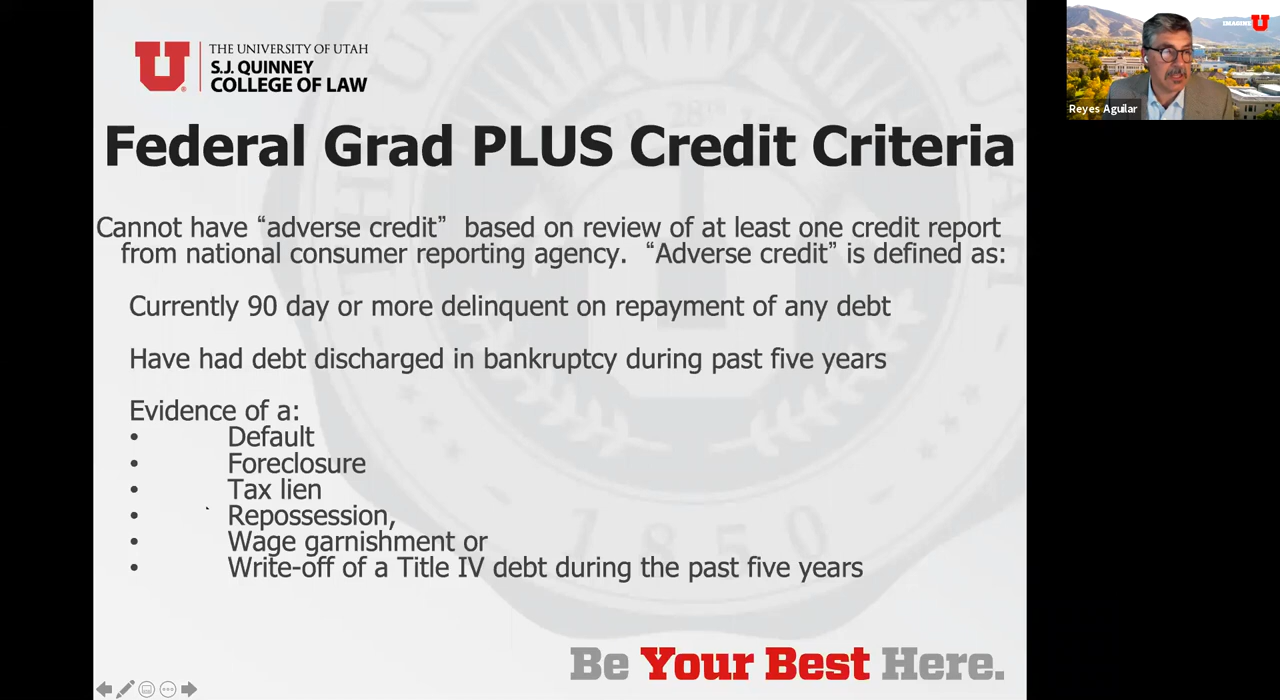 THE UNIVERSITY OF UTAH
S.J. QUINNEY
COLLEGE OF LAW
Federal Grad PLUS Credit Criteria
Cannot have “adverse credit” based on review of at least one credit report
from national consumer reporting agency. “Adverse credit” is defined as:
Currently 90 day or more delinquent on repayment of any debt
Have had debt discharged in bankruptcy during past five years
Evidence of a:
• Default
• Foreclosure
• Tax lien
• Repossession,
• Wage garnishment or
• Write-off of a Title IV debt during the past five years
1850
Be Your Best Here.
Reyes Aguilar